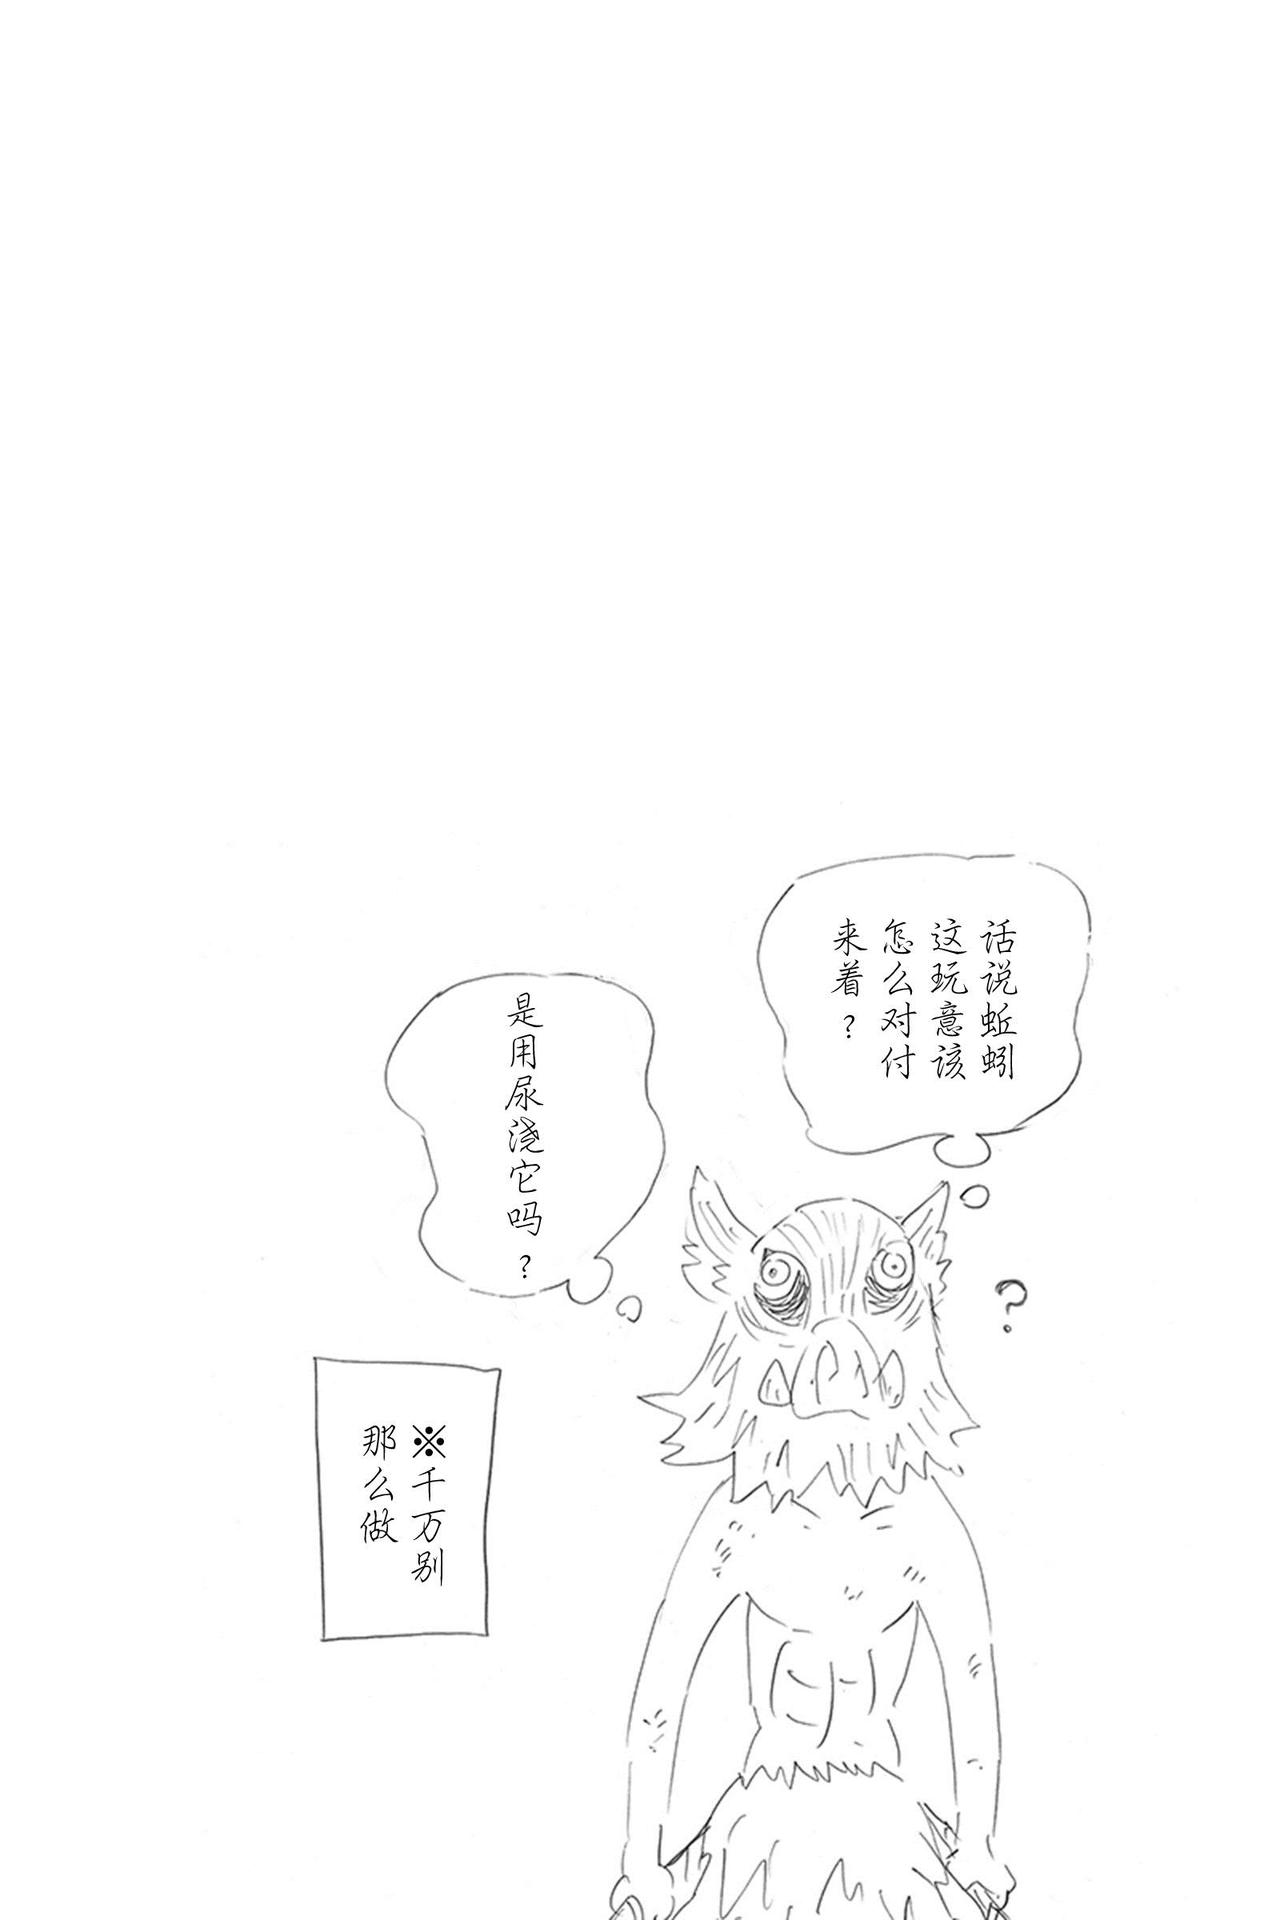 话说蚯蚓
这玩意该
怎么对付
来着？
是用尿浇它吗？
?
※千万别
那么做